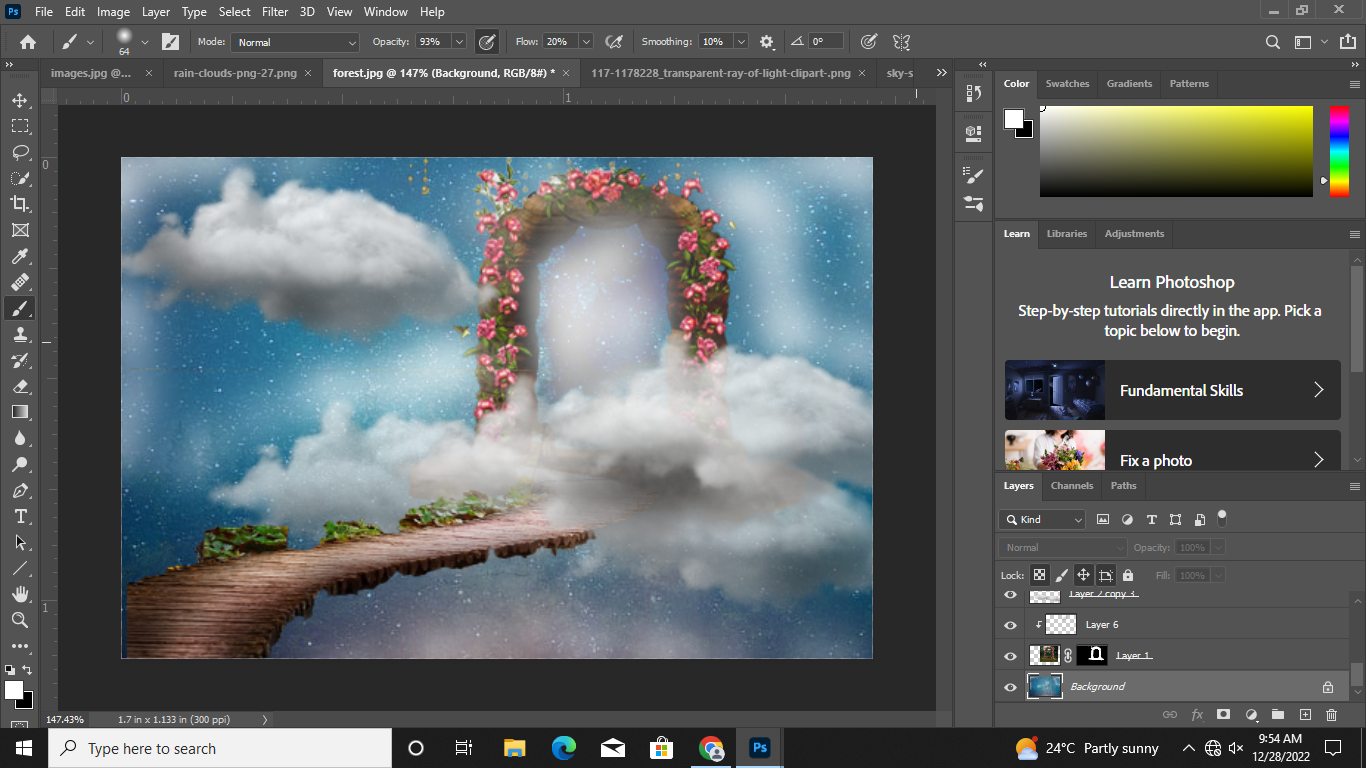 Ps File Edit Image Layer Type Select Filter 3D View Window Help
64 Mode: Normal Opacity: 93% Flow: 20% Smoothing: 10% 0°
images.jpg @... × rain-clouds-png-27.png × forest.jpg @ 147% (Background, RGB/8#) * × 117-1178228_transparent-ray-of-light-clipart-.png × sky-s
0 1
0
1
Color Swatches Gradients Patterns
Learn Libraries Adjustments
Learn Photoshop
Step-by-step tutorials directly in the app. Pick a
topic below to begin.
Fundamental Skills
Fix a photo
Layers Channels Paths
Kind
Normal Opacity: 100%
Lock: Fill: 100%
Layer 2 copy 3
Layer 6
Layer 1
Background
147.43% 1.7 in x 1.133 in (300 ppi)
Type here to search
Ps
24°C Partly sunny
9:54 AM
12/28/2022